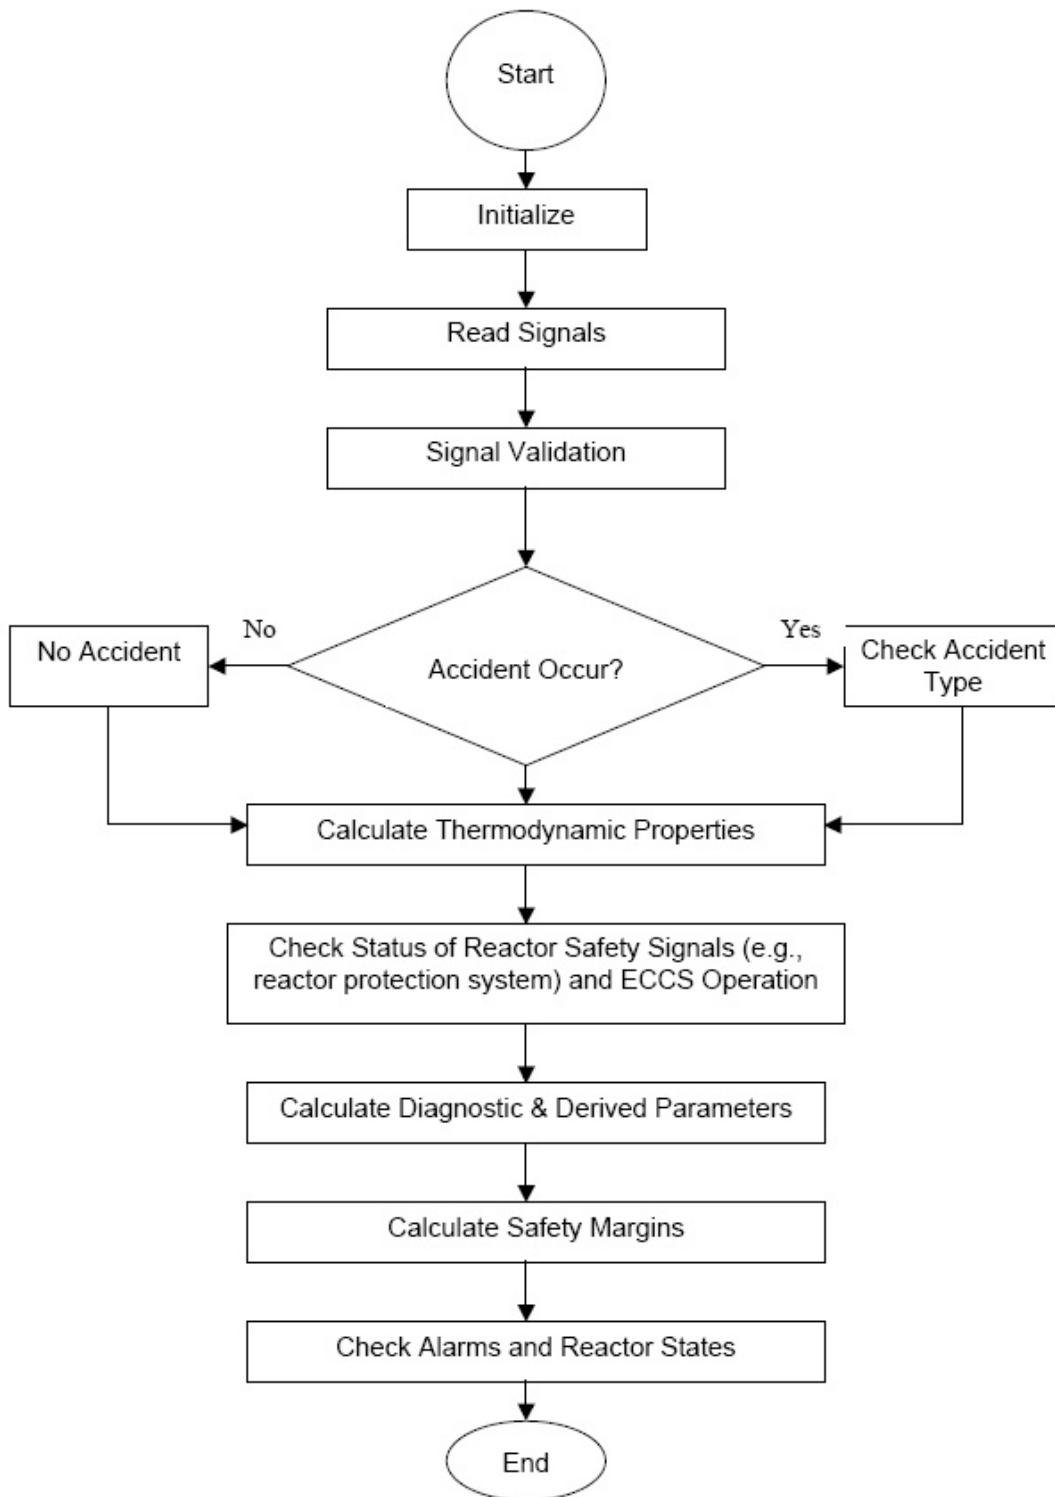 Start
Initialize
Read Signals
Signal Validation
No
Yes
No Accident
Accident Occur?
Check Accident
Type
Calculate Thermodynamic Properties
Check Status of Reactor Safety Signals (e.g.,
reactor protection system) and ECCS Operation
Calculate Diagnostic & Derived Parameters
Calculate Safety Margins
Check Alarms and Reactor States
End